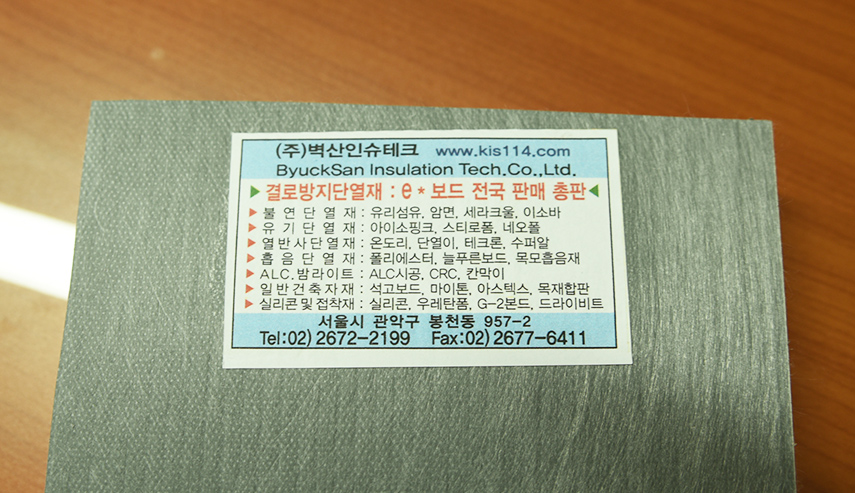 (주)벽산인슈테크 www.kis114.com
ByuckSan Insulation Tech.Co.,Ltd.
▶결로방지단열재 : e * 보드 전국 판매 총판◀
▶불 연 단 열 재 : 유리섬유, 암면, 세라크울, 이소바
▶유 기 단 열 재 : 아이소핑크, 스티로폼, 네오폴
▶열반사단열재 : 온도리, 단열이, 테크론, 수퍼알
▶흡 음 단 열 재 : 폴리에스터, 늘푸른보드, 목모흡음재
▶A L C . 밤라이트 : ALC시공, CRC, 칸막이
▶일반건축자재 : 석고보드, 마이톤, 아스텍스, 목재합판
▶실리콘및접착재 : 실리콘, 우레탄폼, G-2본드, 드라이비트
서울시 관악구 봉천동 957-2
Tel:02) 2672-2199 Fax:02) 2677-6411